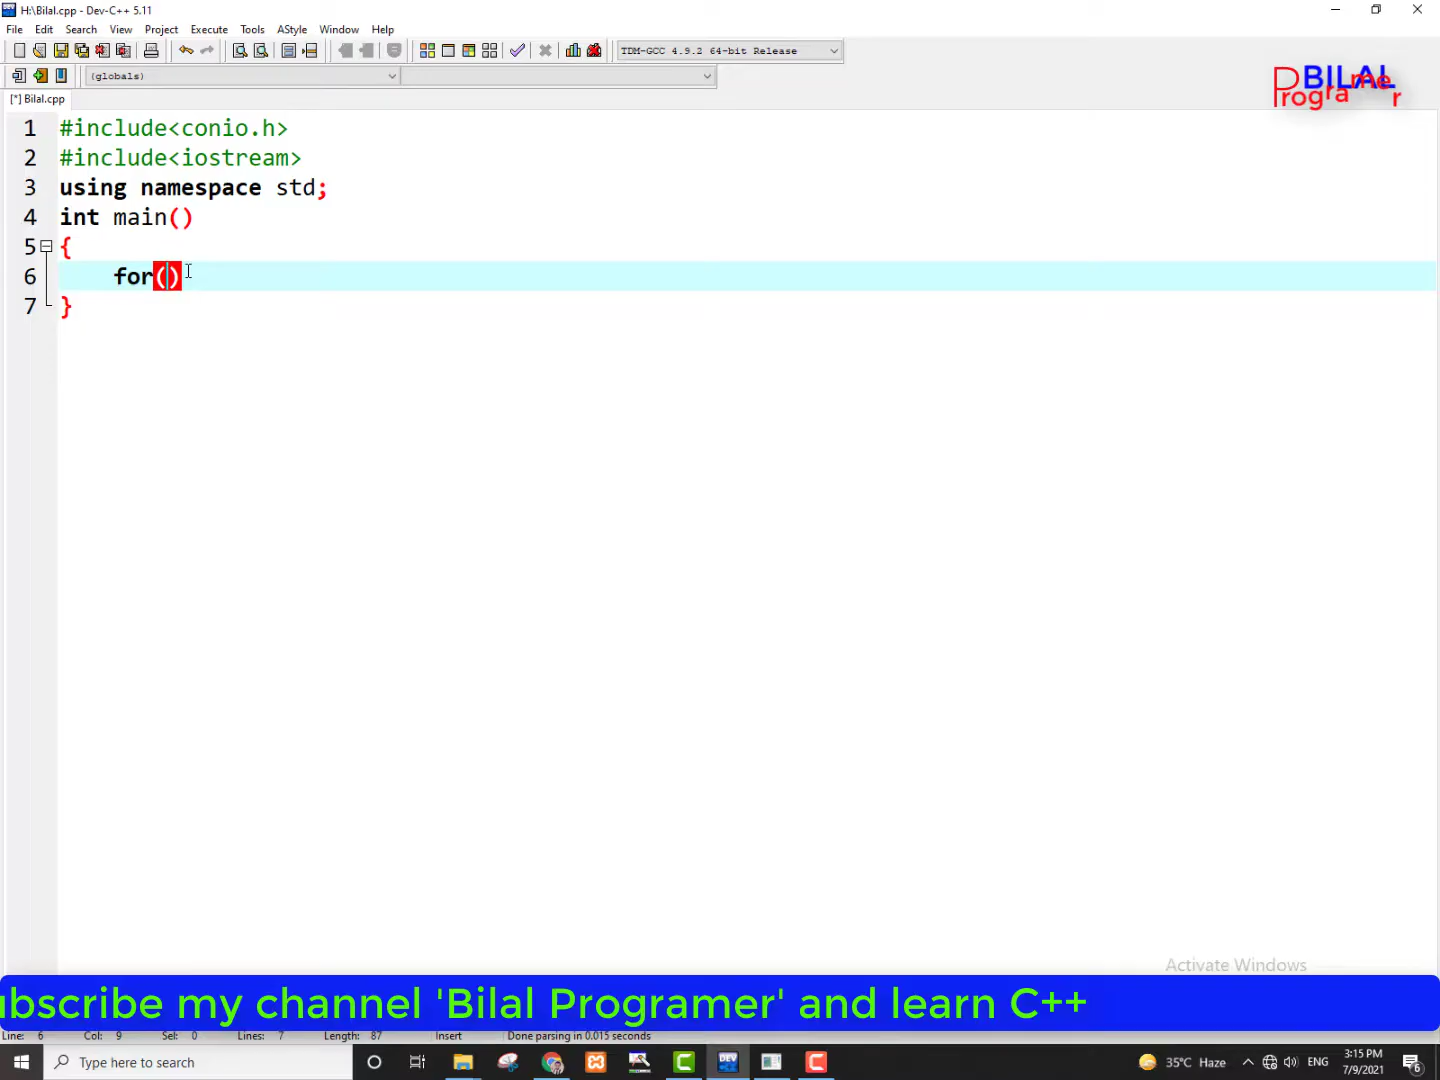 H:\Bilal.cpp - Dev-C++ 5.11
File Edit Search View Project Execute Tools AStyle Window Help
TDM-GCC 4.9.2 64-bit Release
(globals)
BILAL
Programer
[*] Bilal.cpp
1 #include<conio.h>
2 #include<iostream>
3 using namespace std;
4 int main()
5 {
6 for()
7 }
Activate Windows
ubscribe my channel 'Bilal Programer' and learn C++
Line: 6 Col: 9 Sel: 0 Lines: 7 Length: 87 Insert Done parsing in 0.015 seconds
Type here to search
DEV
35°C Haze
ENG
3:15 PM
7/9/2021
6